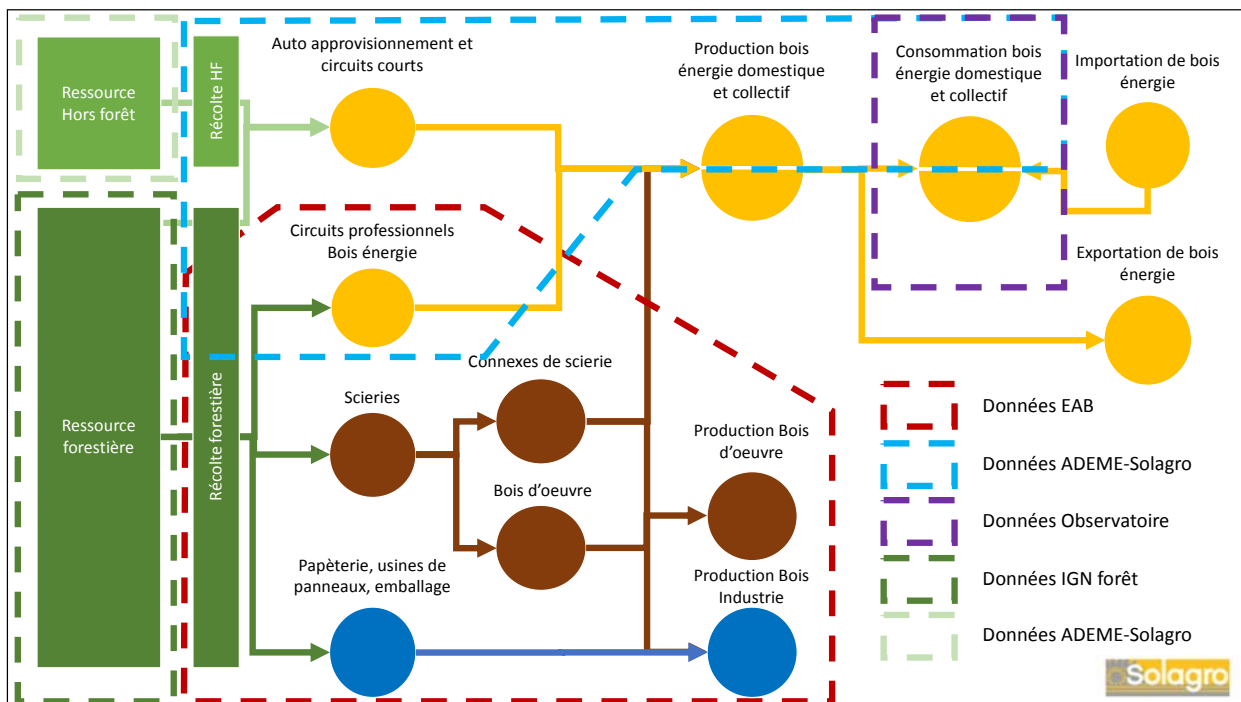 Ressource
Hors forêt
Récolte HF
Auto approvisionnement et
circuits courts
Production bois
énergie domestique
et collectif
Consommation bois
énergie domestique
et collectif
Importation de bois
énergie
Ressource
forestière
Récolte forestière
Circuits professionnels
Bois énergie
Exportation de bois
énergie
Scieries
Connexes de scierie
Bois d'oeuvre
Production Bois
d’oeuvre
Papèterie, usines de
panneaux, emballage
Production Bois
Industrie
Données EAB
Données ADEME-Solagro
Données Observatoire
Données IGN forêt
Données ADEME-Solagro
Solagro